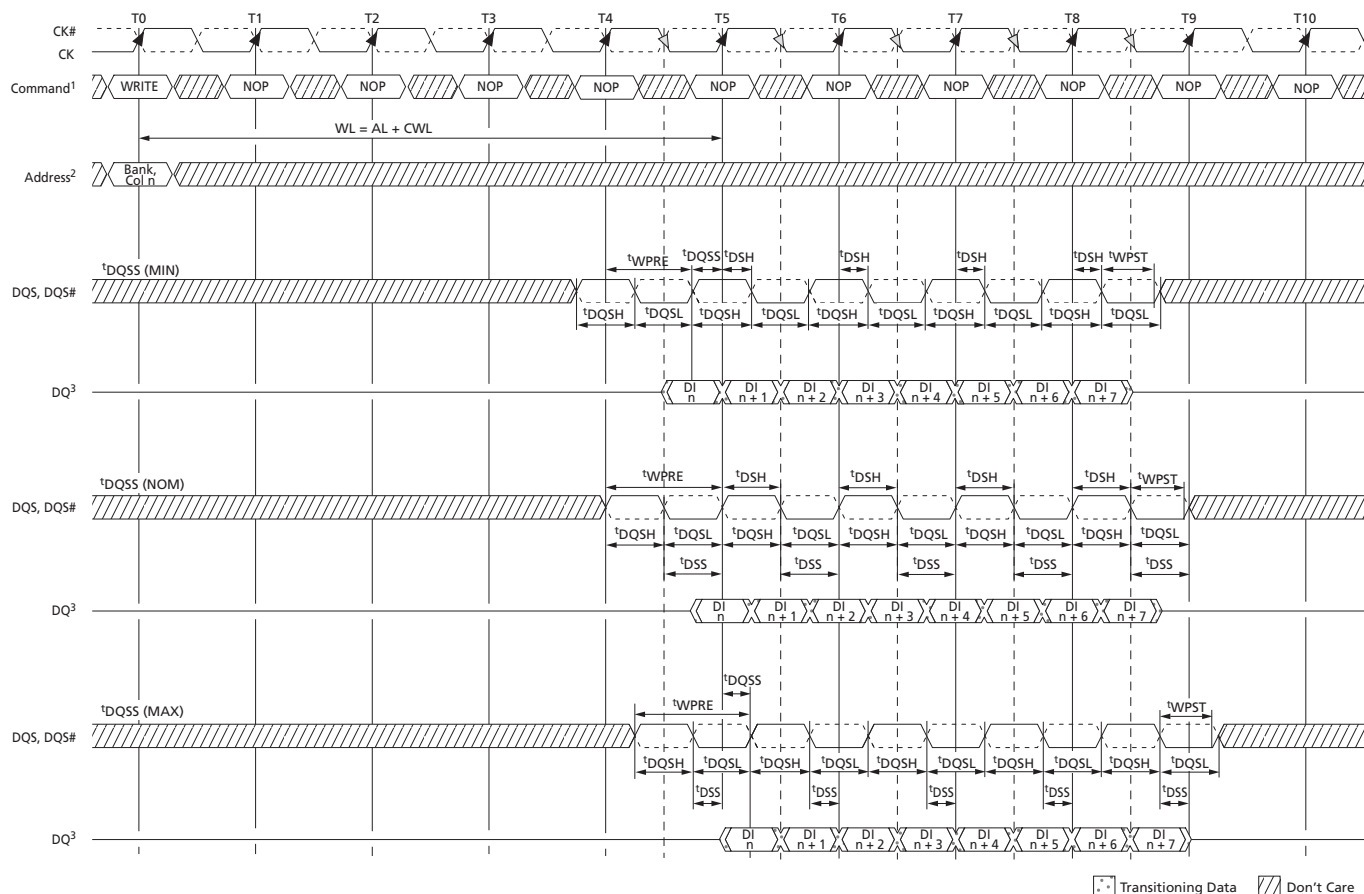 T0 T1 T2 T3 T4 T5 T6 T7 T8 T9 T10
CK#
CK
Command1 WRITE NOP NOP NOP NOP NOP NOP NOP NOP NOP NOP
WL = AL + CWL
Address2 Bank, Col n
tDQSS (MIN) tWPRE tDQSS tDSH tDSH tDSH tDSH tWPST
DQS, DQS#
tDQSH tDQSL tDQSH tDQSL tDQSH tDQSL tDQSH tDQSL tDQSH tDQSL
DQ3 DI n DI n + 1 DI n + 2 DI n + 3 DI n + 4 DI n + 5 DI n + 6 DI n + 7
tDQSS (NOM) tWPRE tDSH tDSH tDSH tDSH tWPST
DQS, DQS#
tDQSH tDQSL tDQSH tDQSL tDQSH tDQSL tDQSH tDQSL tDQSH tDQSL
tDSS tDSS tDSS tDSS tDSS
DQ3 DI n DI n + 1 DI n + 2 DI n + 3 DI n + 4 DI n + 5 DI n + 6 DI n + 7
tDQSS
tDQSS (MAX) tWPRE tWPST
DQS, DQS#
tDQSH tDQSL tDQSH tDQSL tDQSH tDQSL tDQSH tDQSL tDQSH tDQSL
tDSS tDSS tDSS tDSS tDSS
DQ3 DI n DI n + 1 DI n + 2 DI n + 3 DI n + 4 DI n + 5 DI n + 6 DI n + 7
Transitioning Data Don't Care